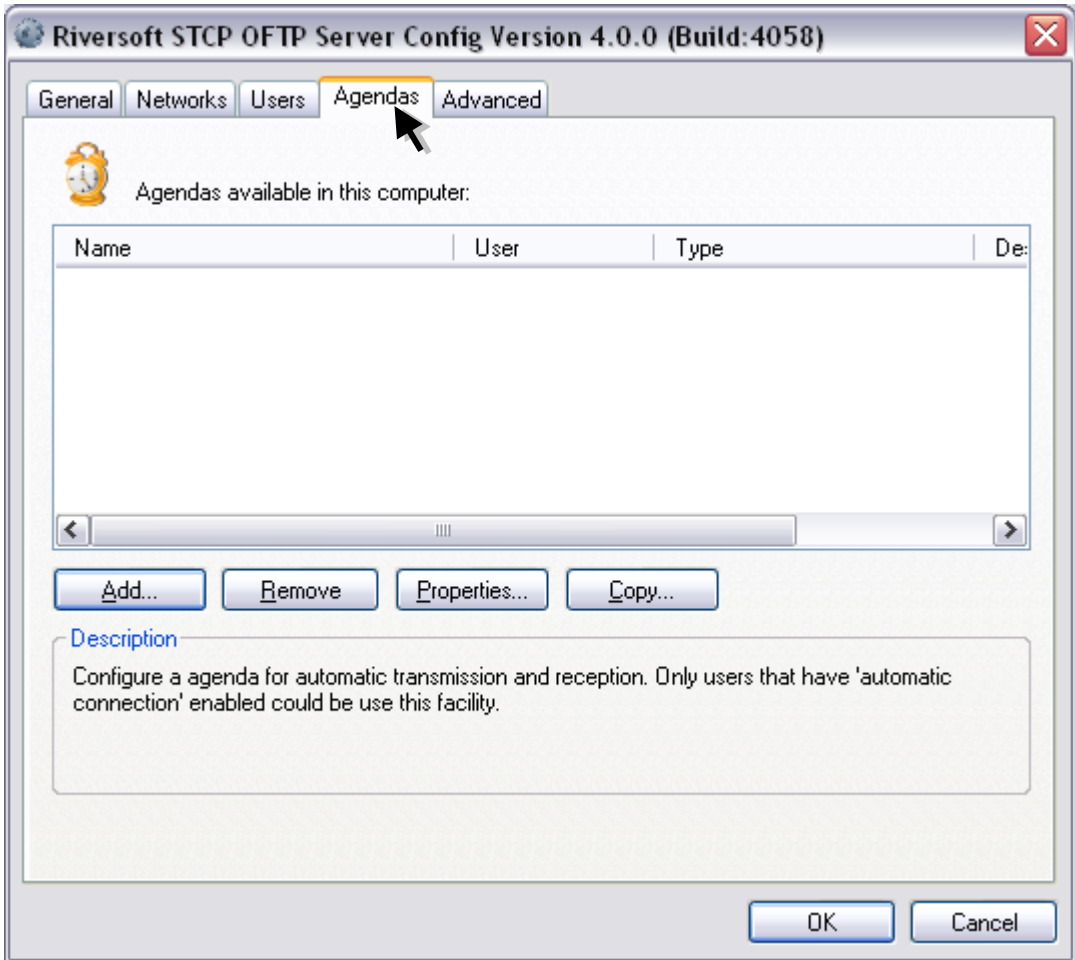 Riversoft STCP OFTP Server Config Version 4.0.0 (Build:4058)
General Networks Users Agendas Advanced
Agendas available in this computer:
Name User Type De
Add... Remove Properties... Copy...
Description
Configure a agenda for automatic transmission and reception. Only users that have 'automatic
connection' enabled could be use this facility.
OK Cancel